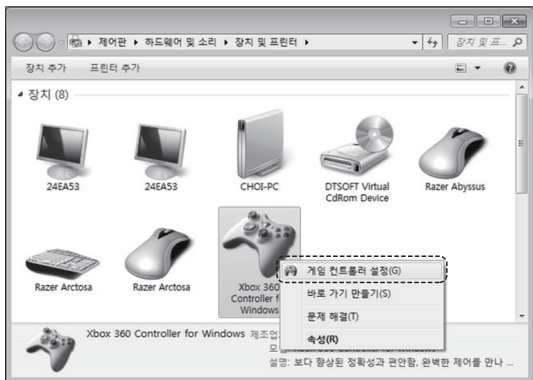 제어판 ▸ 하드웨어 및 소리 ▸ 장치 및 프린터 ▸
장치 및 프...
장치 추가 프린터 추가
장치 (8)
24EA53
24EA53
CHOI-PC
DTSOFT Virtual CdRom Device
Razer Abyssus
Razer Arctosa
Razer Arctosa
Xbox 360
Controller f
Windows
게임 컨트롤러 설정(G)
바로 가기 만들기(S)
문제 해결(T)
속성(R)
Xbox 360 Controller for Windows 제조업
설명: 보다 향상된 정확성과 편안함, 완벽한 제어를 만나 ...